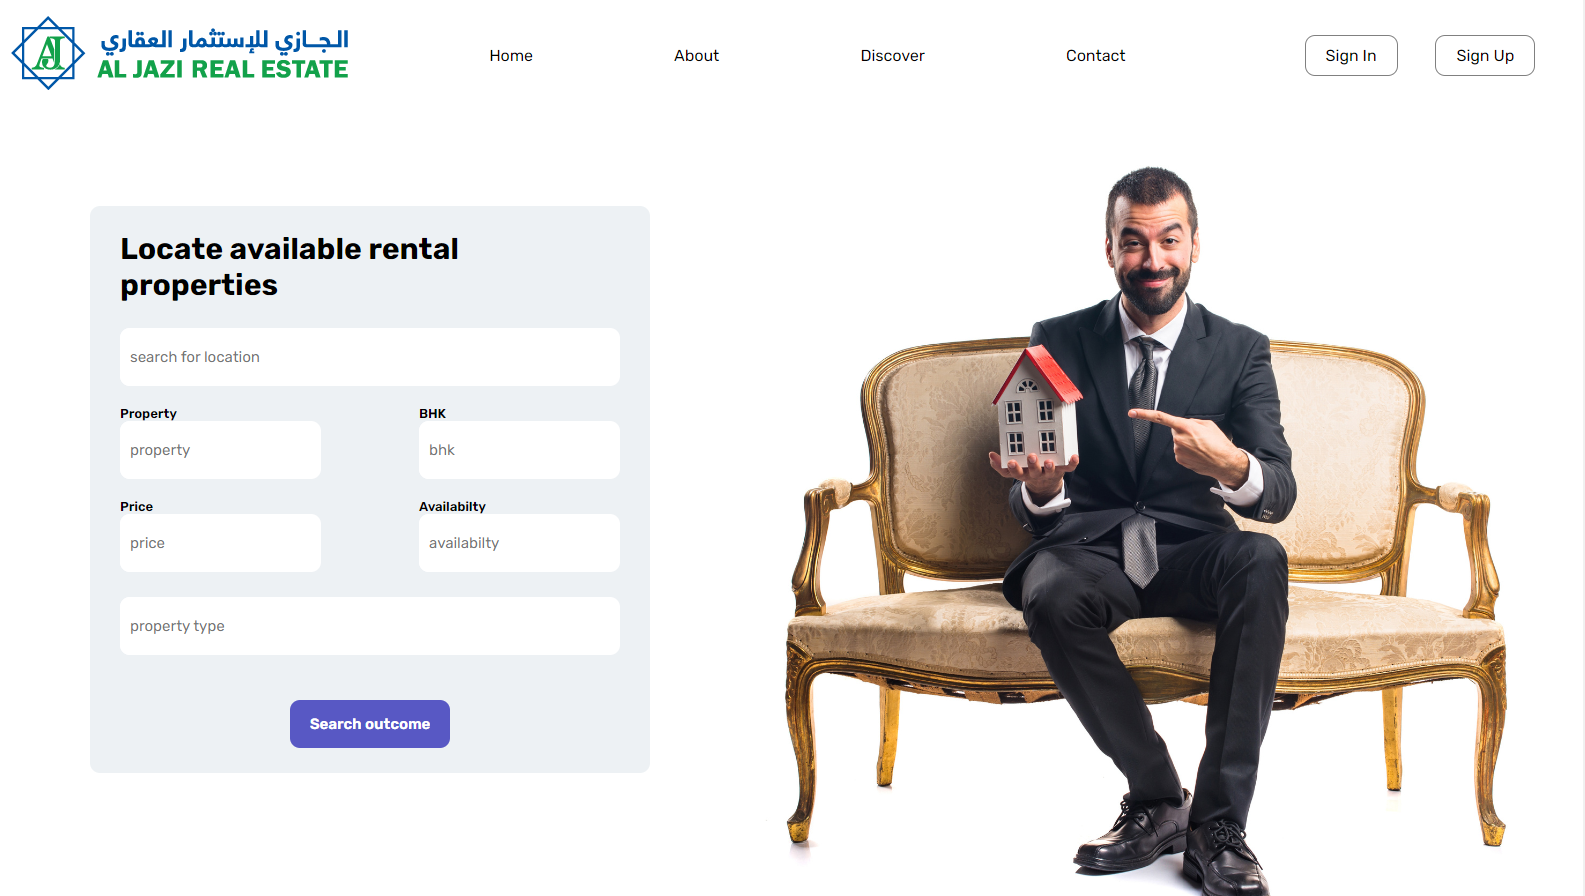 الجازي للإستثمار العقاري
AL JAZI REAL ESTATE
Home
About
Discover
Contact
Sign In
Sign Up
Locate available rental
properties
search for location
Property
BHK
property
bhk
Price
Availabilty
price
availabilty
property type
Search outcome